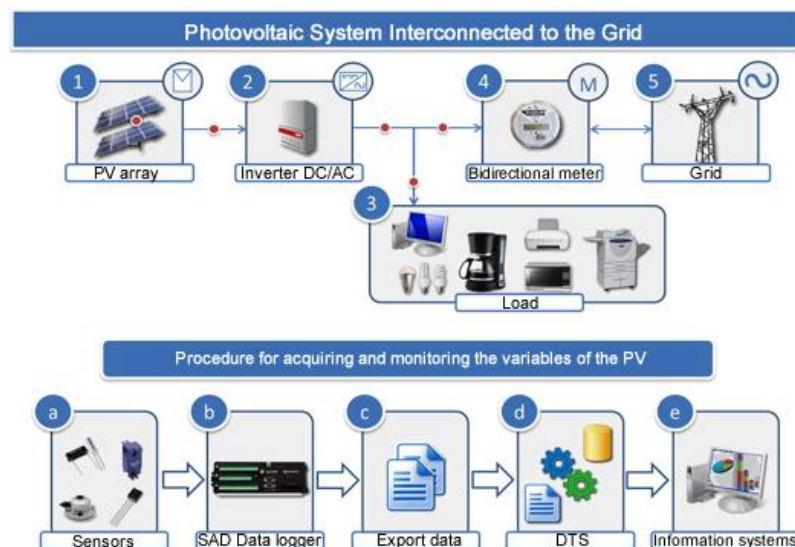 Photovoltaic System Interconnected to the Grid
1
2
4
M
5
PV array
Inverter DC/AC
Bidirectional meter
Grid
3
Load
Procedure for acquiring and monitoring the variables of the PV
a
b
c
d
e
Sensors
SAD Data logger
Export data
DTS
Information systems